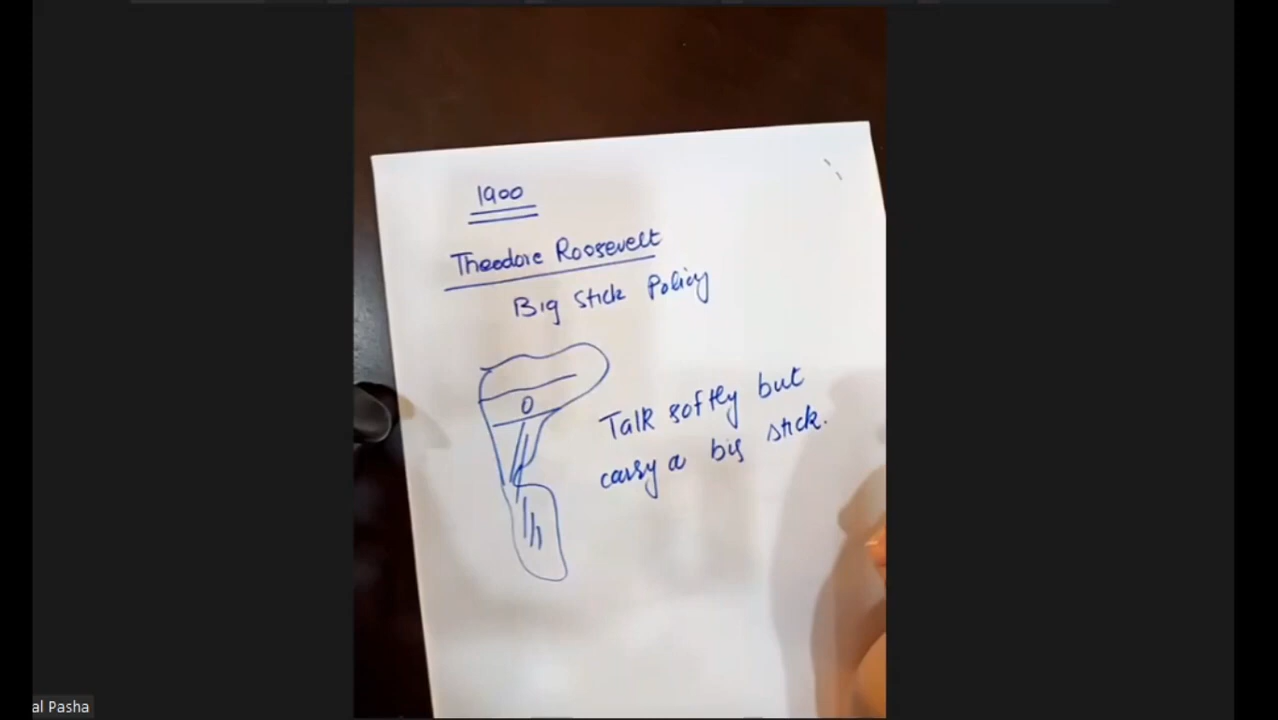 1900
Theodore Roosevelt
Big Stick Policy
Talk softly but
carry a big stick.
al Pasha